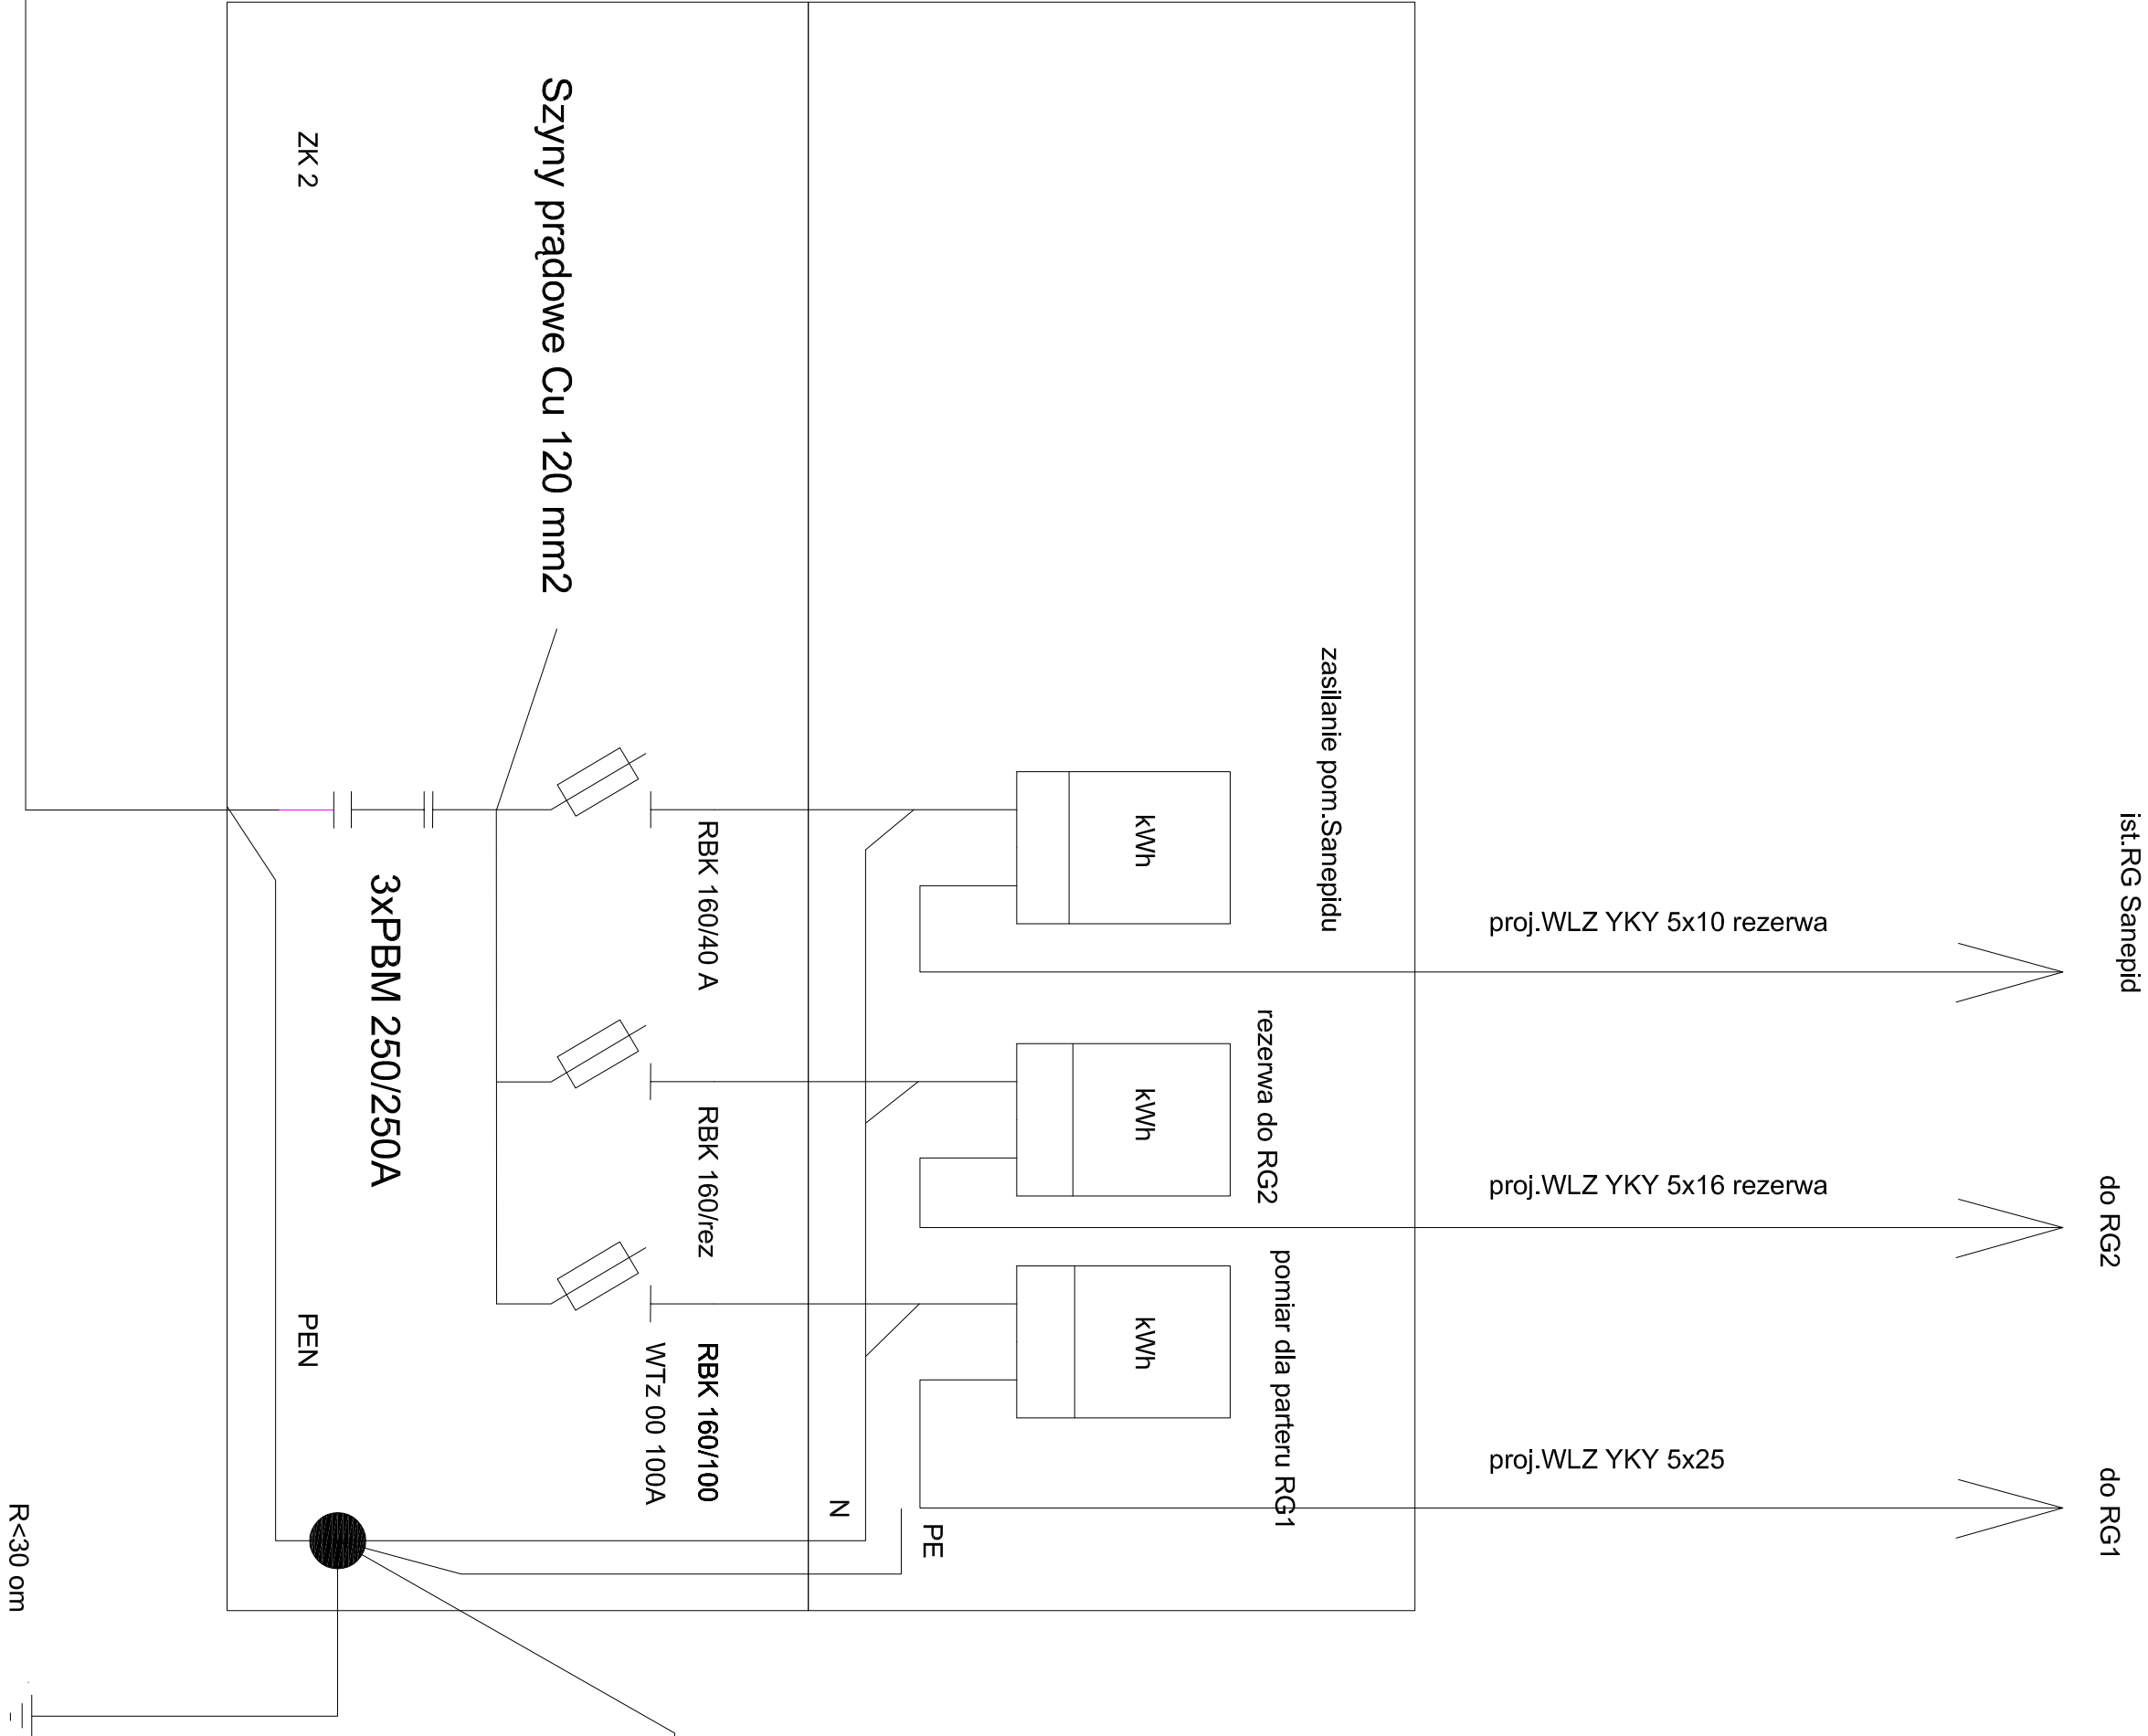 ist.RG Sanepid
do RG2
do RG1
proj.WLZ YKY 5x10 rezerwa
proj.WLZ YKY 5x16 rezerwa
proj.WLZ YKY 5x25
zasilanie pom.Sanepidu
rezerwa do RG2
pomiar dla parteru RG1
kWh
kWh
kWh
PE
N
RBK 160/40 A
RBK 160/rez
RBK 160/100
WTz 00 100A
Szyny prądowe Cu 120 mm2
3xPBM 250/250A
ZK 2
PEN
R<30 om